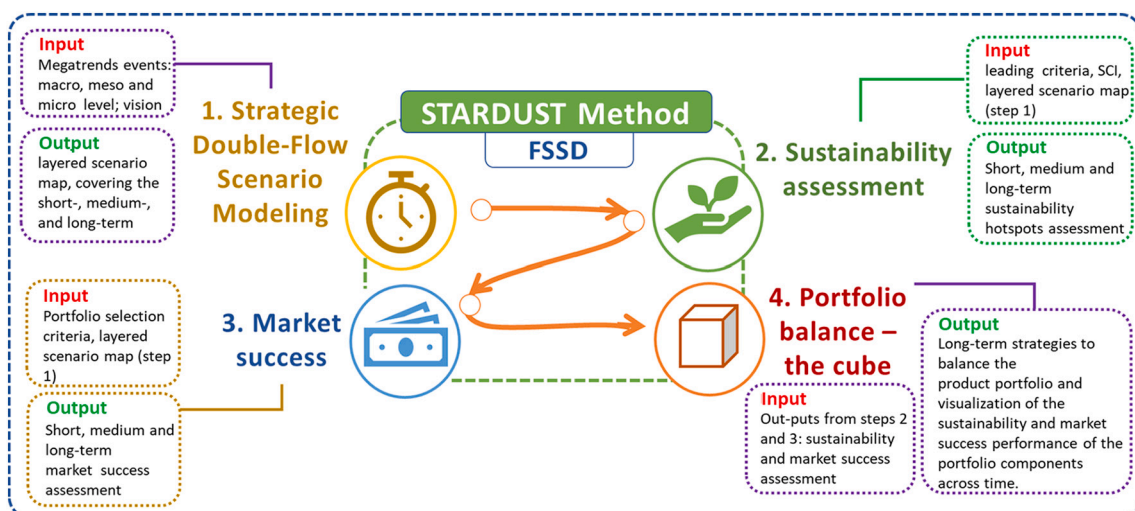 STARDUST Method
FSSD
Input
Megatrends events:
macro, meso and
micro level; vision
Output
layered scenario
map, covering the
short-, medium-,
and long-term
1. Strategic
Double-Flow
Scenario
Modeling
2. Sustainability
assessment
Input
leading criteria, SCI,
layered scenario map
(step 1)
Output
Short, medium and
long-term
sustainability
hotspots assessment
Input
Portfolio selection
criteria, layered
scenario map (step
1)
Output
Short, medium and
long-term
market success
assessment
3. Market
success
4. Portfolio
balance –
the cube
Input
Out-puts from steps 2
and 3: sustainability
and market success
assessment
Output
Long-term strategies to
balance the
product portfolio and
visualization of the
sustainability and market
success performance of the
portfolio components
across time.